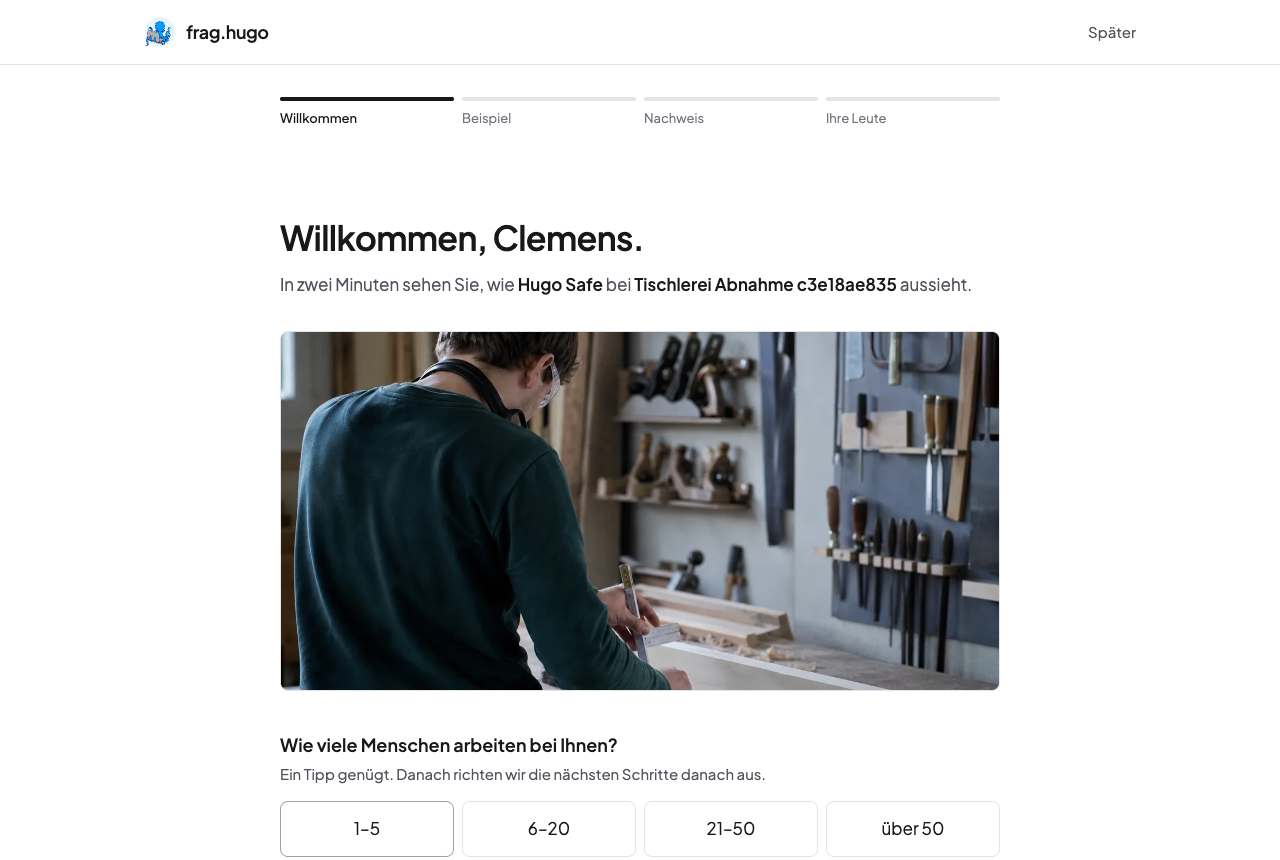 frag.hugo
Später
Willkommen
Beispiel
Nachweis
Ihre Leute
Willkommen, Clemens.
In zwei Minuten sehen Sie, wie Hugo Safe bei Tischlerei Abnahme c3e18ae835 aussieht.
Wie viele Menschen arbeiten bei Ihnen?
Ein Tipp genügt. Danach richten wir die nächsten Schritte danach aus.
1–5
6–20
21–50
über 50